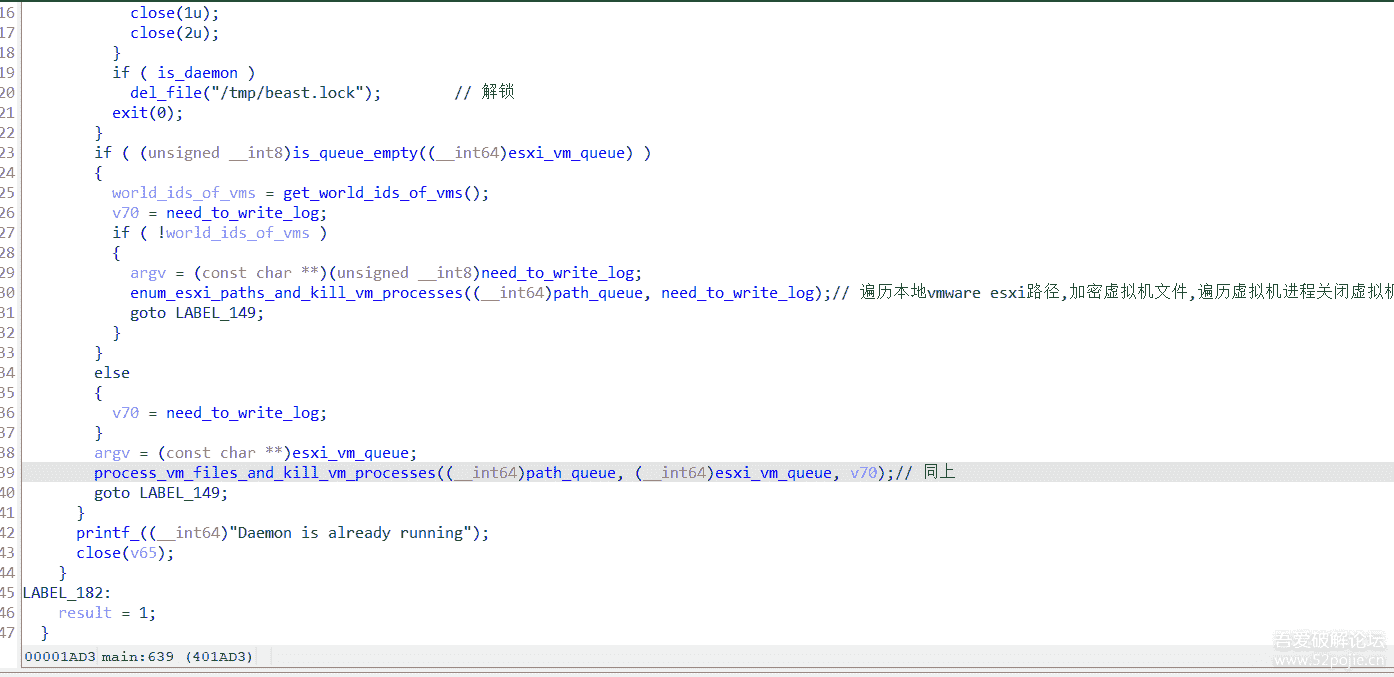 16 close(1u);
17 close(2u);
18 }
19 if ( is_daemon )
20 del_file("/tmp/beast.lock"); // 解锁
21 exit(0);
22 }
23 if ( (unsigned __int8)is_queue_empty((__int64)esxi_vm_queue) )
24 {
25 world_ids_of_vms = get_world_ids_of_vms();
26 v70 = need_to_write_log;
27 if ( !world_ids_of_vms )
28 {
29 argv = (const char **)(unsigned __int8)need_to_write_log;
30 enum_esxi_paths_and_kill_vm_processes((__int64)path_queue, need_to_write_log);// 遍历本地vmware esxi路径,加密虚拟机文件,遍历虚拟机进程关闭虚拟机
31 goto LABEL_149;
32 }
33 }
34 else
35 {
36 v70 = need_to_write_log;
37 }
38 argv = (const char **)esxi_vm_queue;
39 process_vm_files_and_kill_vm_processes((__int64)path_queue, (__int64)esxi_vm_queue, v70);// 同上
40 goto LABEL_149;
41 }
42 printf_((__int64)"Daemon is already running");
43 close(v65);
44 }
45 LABEL_182:
46 result = 1;
47 }
00001AD3 main:639 (401AD3)
吾爱破解论坛
www.52pojie.cn